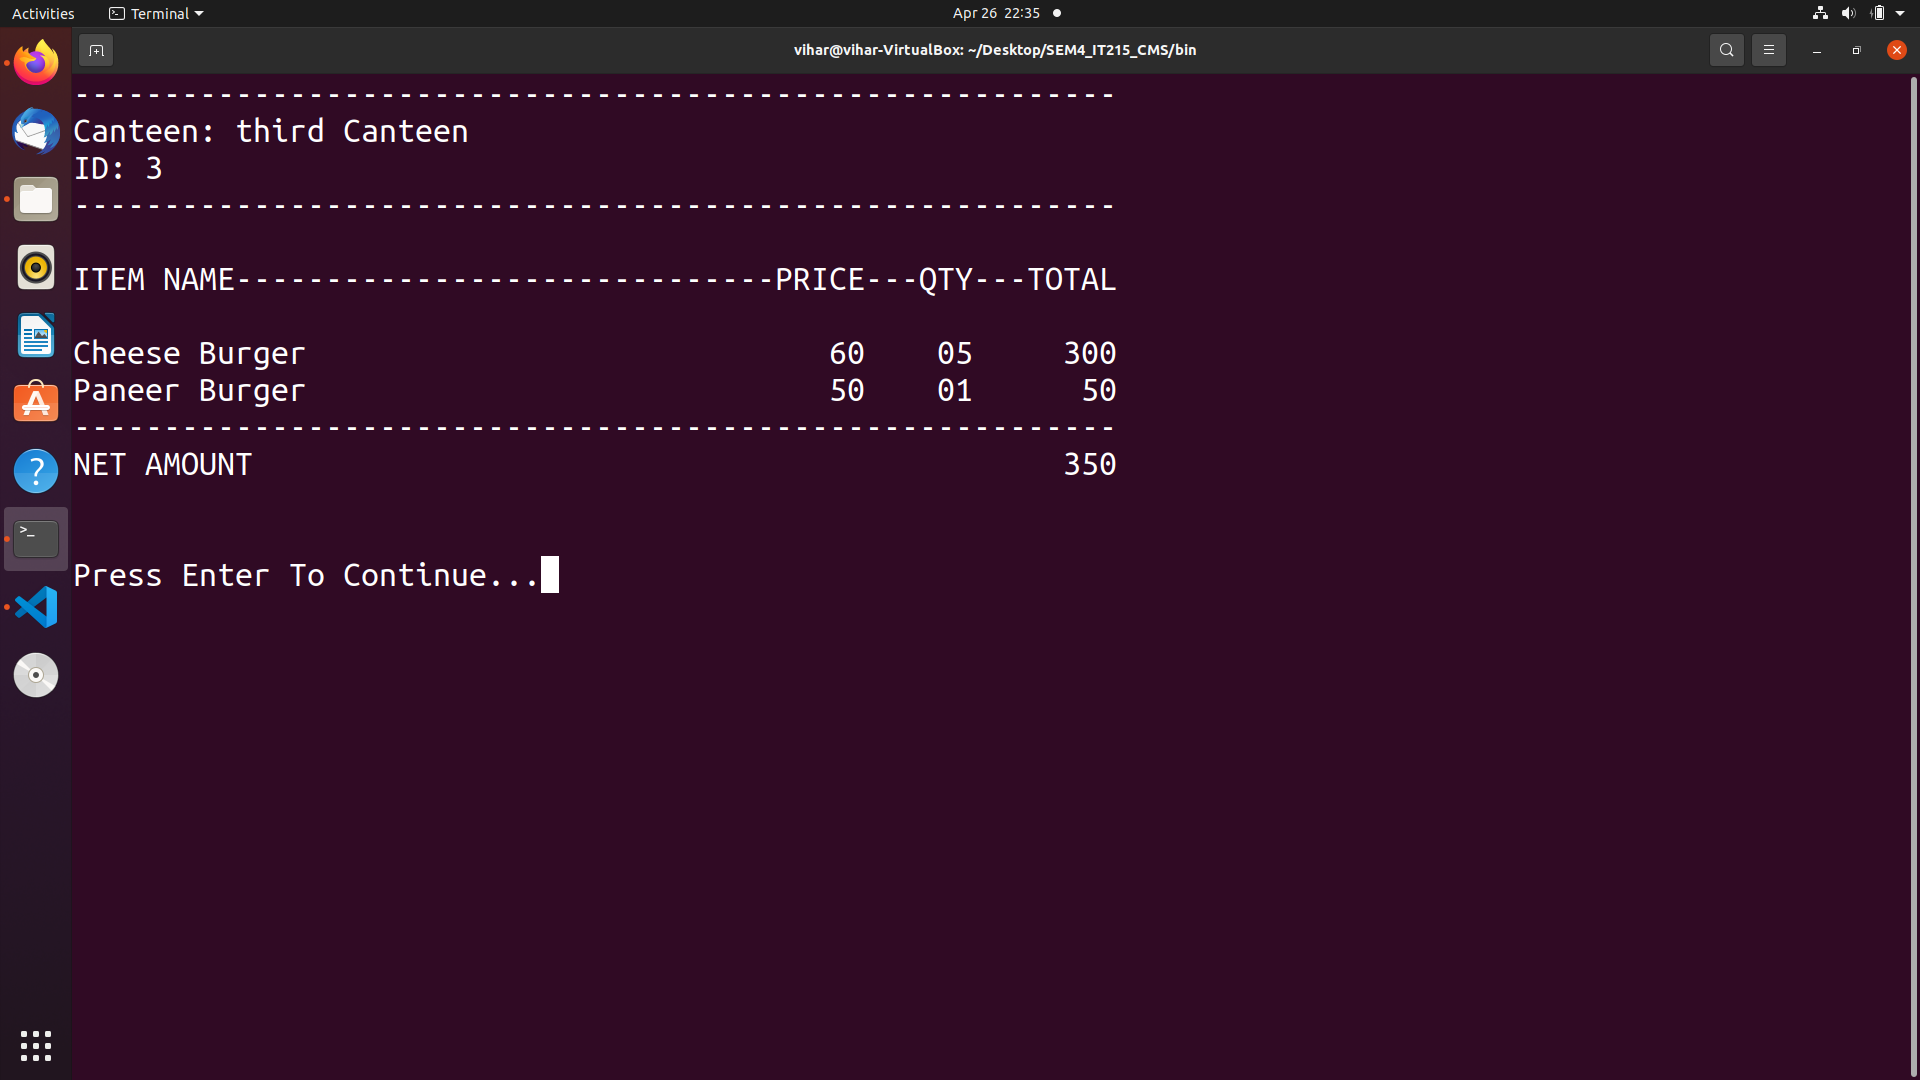 Activities
Terminal
Apr 26 22:35
vihar@vihar-VirtualBox: ~/Desktop/SEM4_IT215_CMS/bin
----------------------------------------------------------
Canteen: third Canteen
ID: 3
----------------------------------------------------------
ITEM NAME------------------------------PRICE---QTY---TOTAL
Cheese Burger                             60    05     300
Paneer Burger                             50    01      50
----------------------------------------------------------
NET AMOUNT                                             350
Press Enter To Continue...